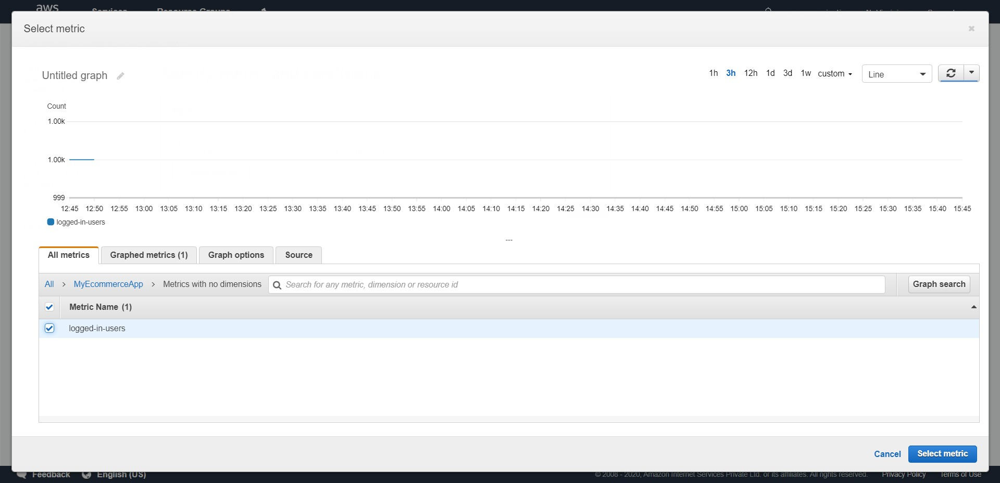 aws Services Resource Groups
Select metric
Untitled graph
1h 3h 12h 1d 3d 1w custom Line
Count
1.00k
1.00k
999
12:45 12:50 12:55 13:00 13:05 13:10 13:15 13:20 13:25 13:30 13:35 13:40 13:45 13:50 13:55 14:00 14:05 14:10 14:15 14:20 14:25 14:30 14:35 14:40 14:45 14:50 14:55 15:00 15:05 15:10 15:15 15:20 15:25 15:30 15:35 15:40 15:45
logged-in-users
All metrics Graphed metrics (1) Graph options Source
All > MyEcommerceApp > Metrics with no dimensions Search for any metric, dimension or resource id Graph search
Metric Name (1)
logged-in-users
Cancel Select metric
Feedback English (US) © 2008 - 2020, Amazon Internet Services Private Ltd. or its affiliates. All rights reserved. Privacy Policy Terms of Use